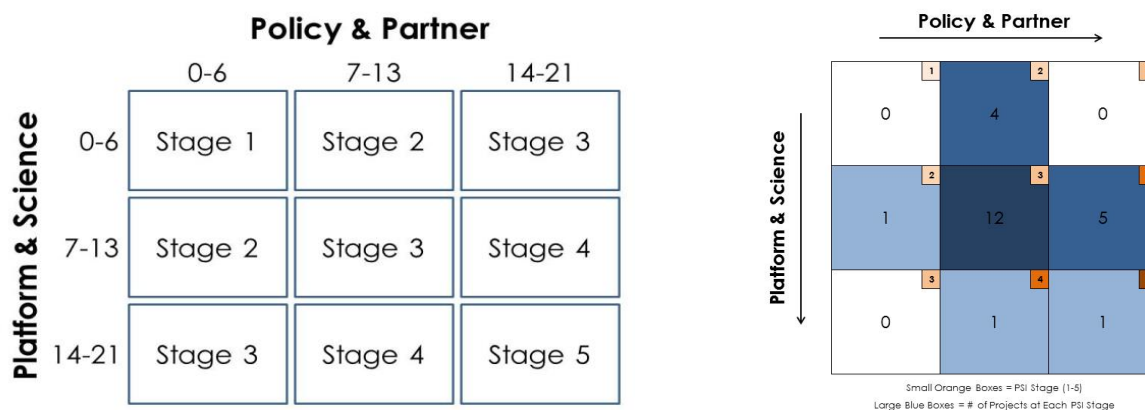 Policy & Partner
0-6 7-13 14-21
Platform & Science
0-6 Stage 1 Stage 2 Stage 3
7-13 Stage 2 Stage 3 Stage 4
14-21 Stage 3 Stage 4 Stage 5
Policy & Partner
Platform & Science
1 2
0 4 0
2 3
1 12 5
3 4
0 1 1
Small Orange Boxes = PSI Stage (1-5)
Large Blue Boxes = # of Projects at Each PSI Stage